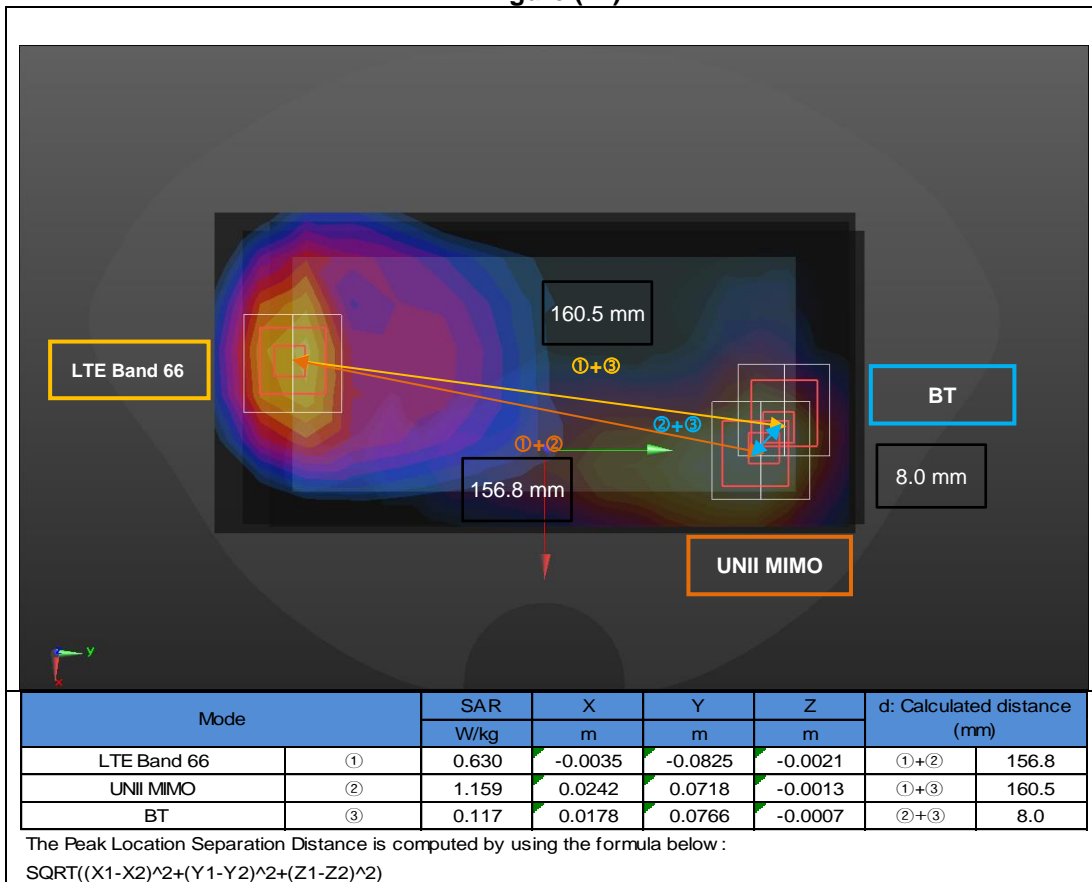 160.5 mm
①+③
LTE Band 66
BT
②+③
①+②
156.8 mm
8.0 mm
UNII MIMO
y
x
Mode SAR X Y Z d: Calculated distance (mm)
W/kg m m m
LTE Band 66 ① 0.630 -0.0035 -0.0825 -0.0021 ①+② 156.8
UNII MIMO ② 1.159 0.0242 0.0718 -0.0013 ①+③ 160.5
BT ③ 0.117 0.0178 0.0766 -0.0007 ②+③ 8.0
The Peak Location Separation Distance is computed by using the formula below :
SQRT((X1-X2)^2+(Y1-Y2)^2+(Z1-Z2)^2)